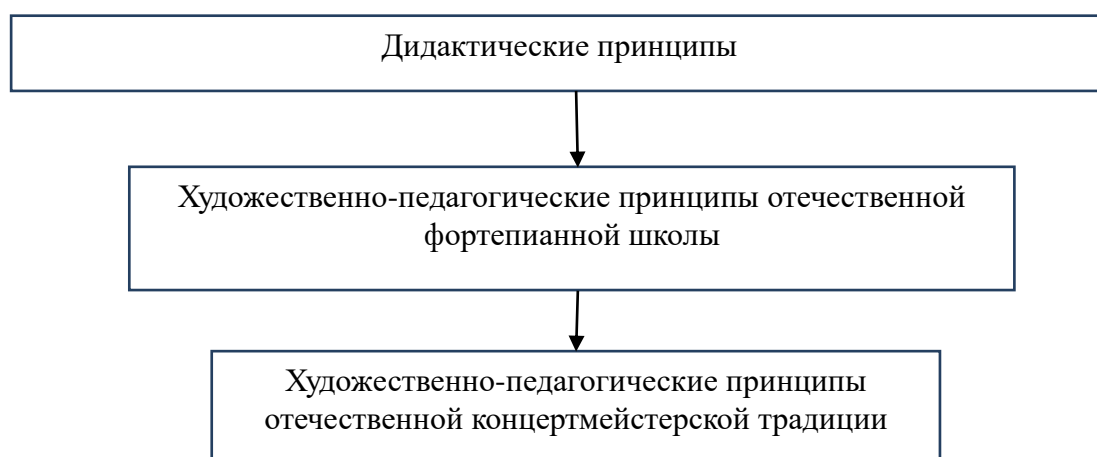 Дидактические принципы
Художественно-педагогические принципы отечественной
фортепианной школы
Художественно-педагогические принципы
отечественной концертмейстерской традиции